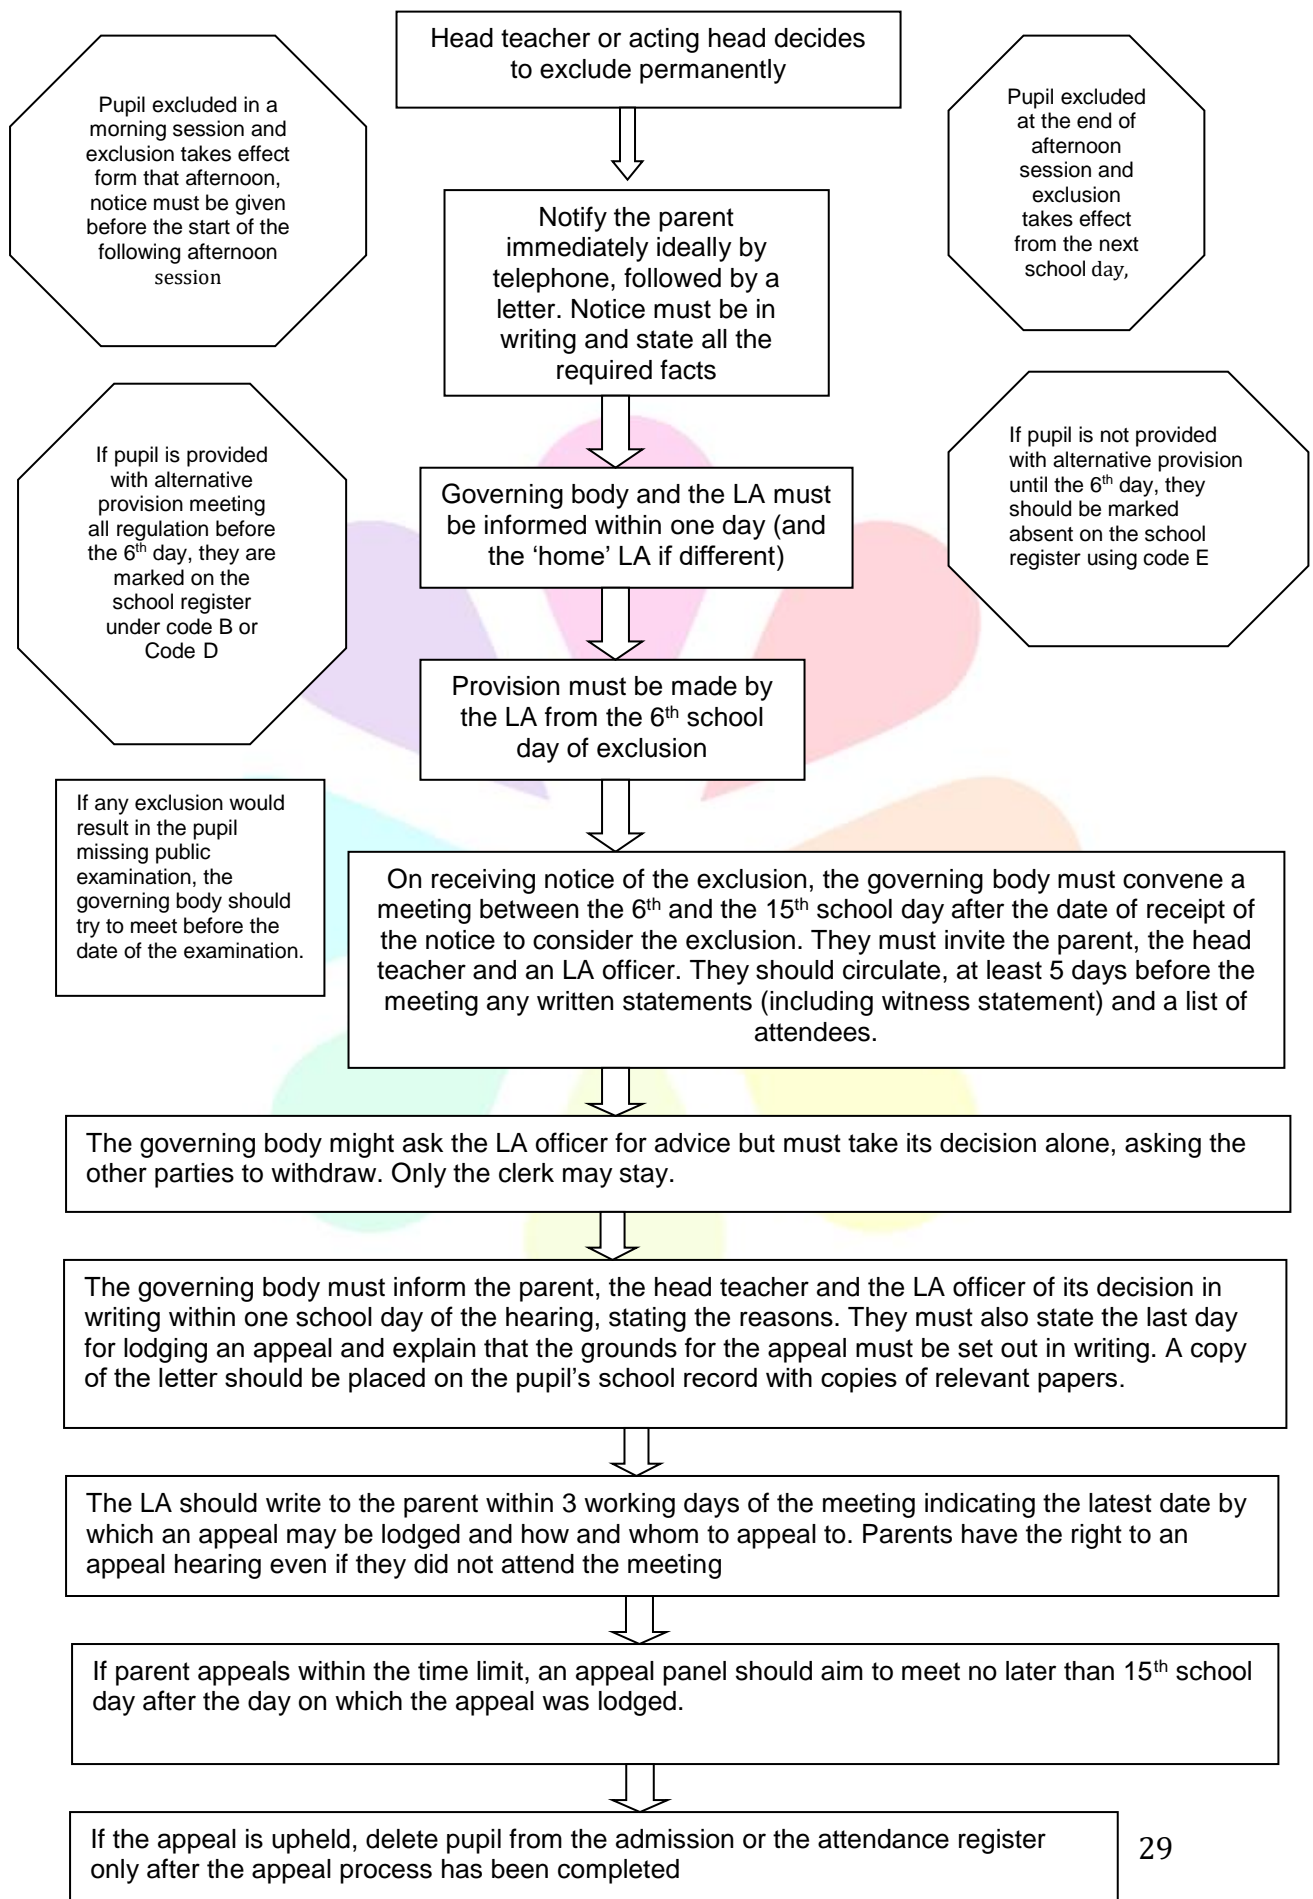 Head teacher or acting head decides
to exclude permanently
Pupil excluded in a
morning session and
exclusion takes effect
form that afternoon,
notice must be given
before the start of the
following afternoon
session
Pupil excluded
at the end of
afternoon
session and
exclusion
takes effect
from the next
school day,
Notify the parent
immediately ideally by
telephone, followed by a
letter. Notice must be in
writing and state all the
required facts
If pupil is provided
with alternative
provision meeting
all regulation before
the 6th day, they are
marked on the
school register
under code B or
Code D
Governing body and the LA must
be informed within one day (and
the ‘home’ LA if different)
If pupil is not provided
with alternative provision
until the 6th day, they
should be marked
absent on the school
register using code E
Provision must be made by
the LA from the 6th school
day of exclusion
If any exclusion would
result in the pupil
missing public
examination, the
governing body should
try to meet before the
date of the examination.
On receiving notice of the exclusion, the governing body must convene a
meeting between the 6th and the 15th school day after the date of receipt of
the notice to consider the exclusion. They must invite the parent, the head
teacher and an LA officer. They should circulate, at least 5 days before the
meeting any written statements (including witness statement) and a list of
attendees.
The governing body might ask the LA officer for advice but must take its decision alone, asking the
other parties to withdraw. Only the clerk may stay.
The governing body must inform the parent, the head teacher and the LA officer of its decision in
writing within one school day of the hearing, stating the reasons. They must also state the last day
for lodging an appeal and explain that the grounds for the appeal must be set out in writing. A copy
of the letter should be placed on the pupil’s school record with copies of relevant papers.
The LA should write to the parent within 3 working days of the meeting indicating the latest date by
which an appeal may be lodged and how and whom to appeal to. Parents have the right to an
appeal hearing even if they did not attend the meeting
If parent appeals within the time limit, an appeal panel should aim to meet no later than 15th school
day after the day on which the appeal was lodged.
If the appeal is upheld, delete pupil from the admission or the attendance register
only after the appeal process has been completed
29